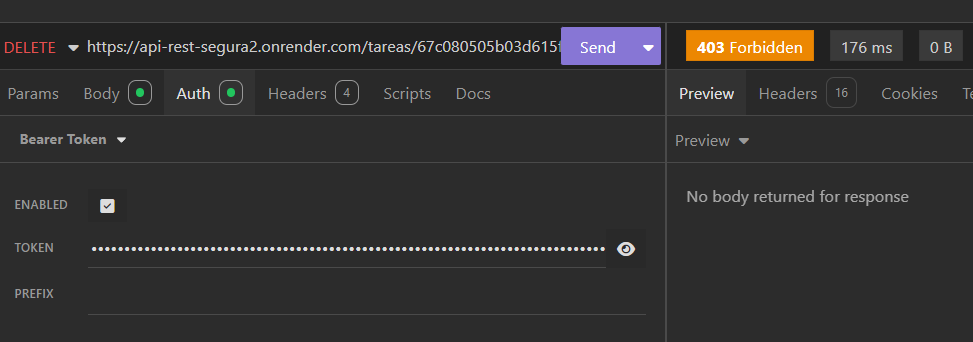 DELETE https://api-rest-segura2.onrender.com/tareas/67c080505b03d615 Send 403 Forbidden 176 ms 0 B
Params Body Auth Headers 4 Scripts Docs Preview Headers 16 Cookies Te
Bearer Token Preview
ENABLED No body returned for response
TOKEN ••••••••••••••••••••••••••••••••••••••••••••••••••••••••••••••••••••••••••••••
PREFIX